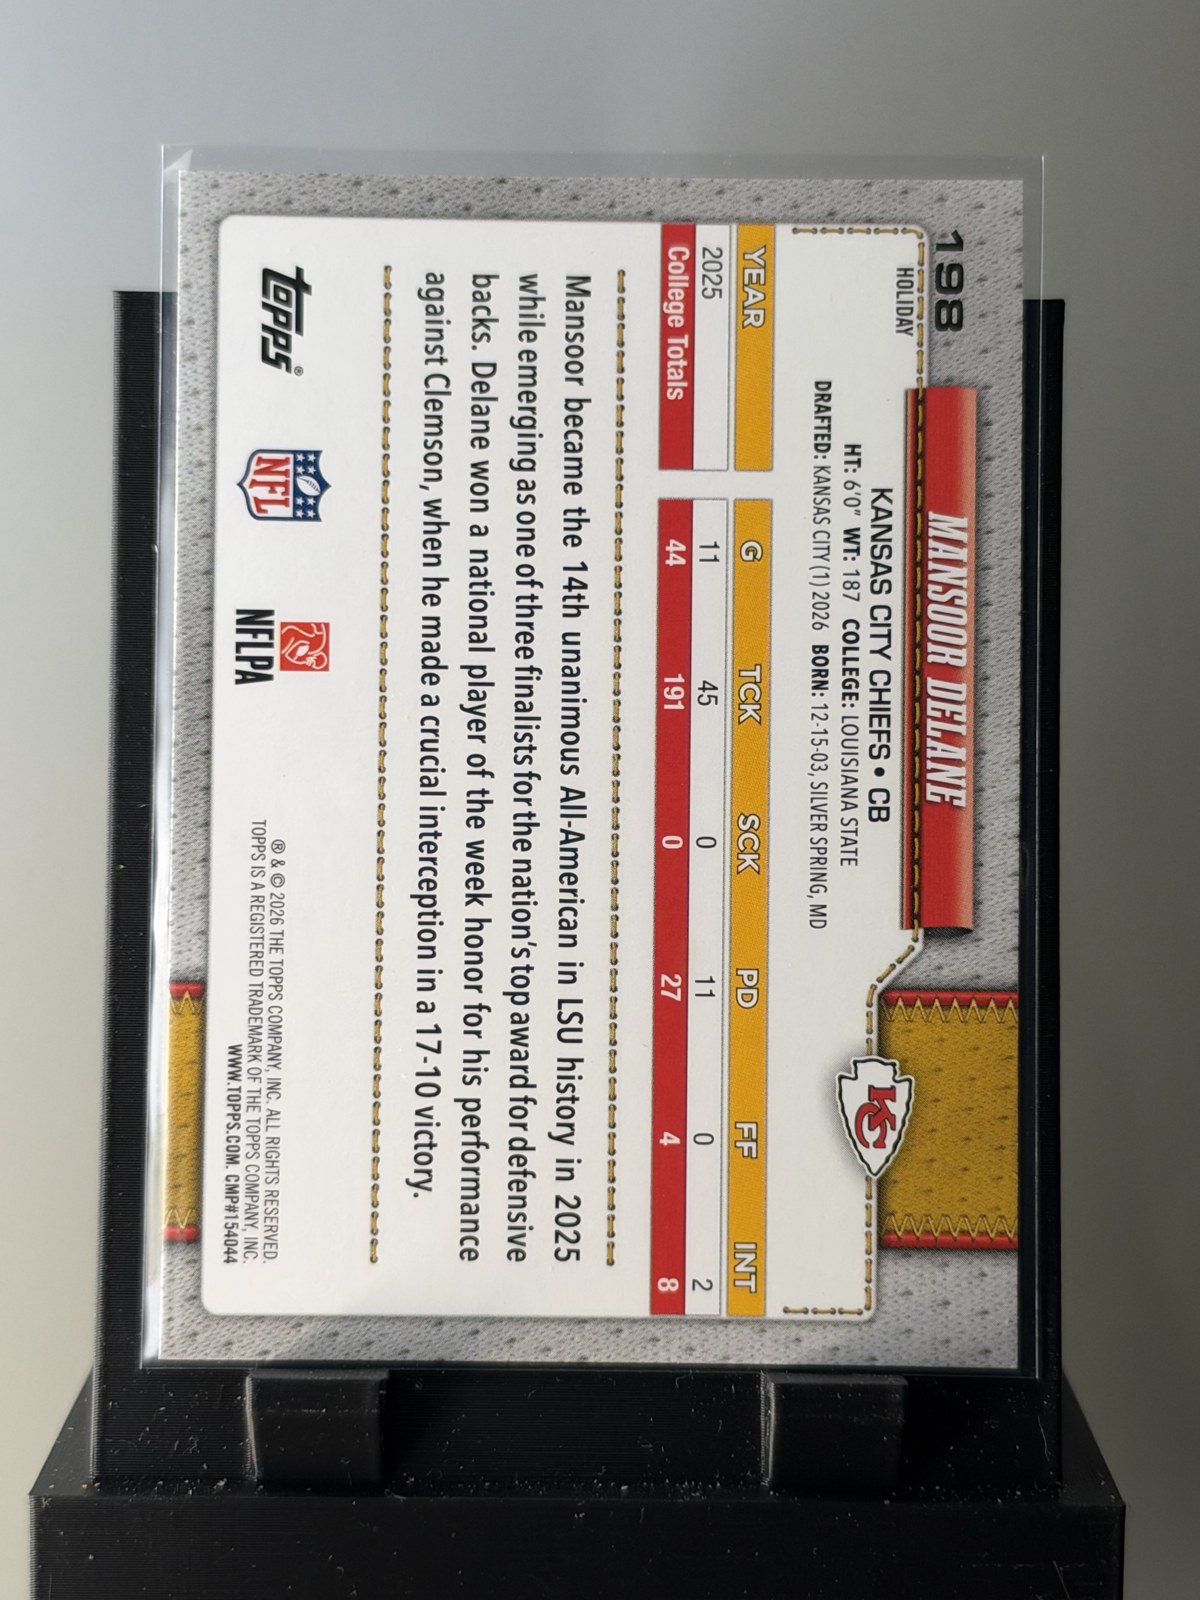 198
HOLIDAY
MANSOOR DELANE
KANSAS CITY CHIEFS • CB
HT: 6'0" WT: 187 COLLEGE: LOUISIANA STATE
DRAFTED: KANSAS CITY (1) 2026 BORN: 12-15-03, SILVER SPRING, MD
KC
YEAR G TCK SCK PD FF INT
2025 11 45 0 11 0 2
College Totals 44 191 0 27 4 8
Mansoor became the 14th unanimous All-American in LSU history in 2025
while emerging as one of three finalists for the nation's top award for defensive
backs. Delane won a national player of the week honor for his performance
against Clemson, when he made a crucial interception in a 17-10 victory.
topps®
NFL
NFLPA
® & © 2026 THE TOPPS COMPANY, INC. ALL RIGHTS RESERVED.
TOPPS IS A REGISTERED TRADEMARK OF THE TOPPS COMPANY, INC.
WWW.TOPPS.COM. CMP#154044